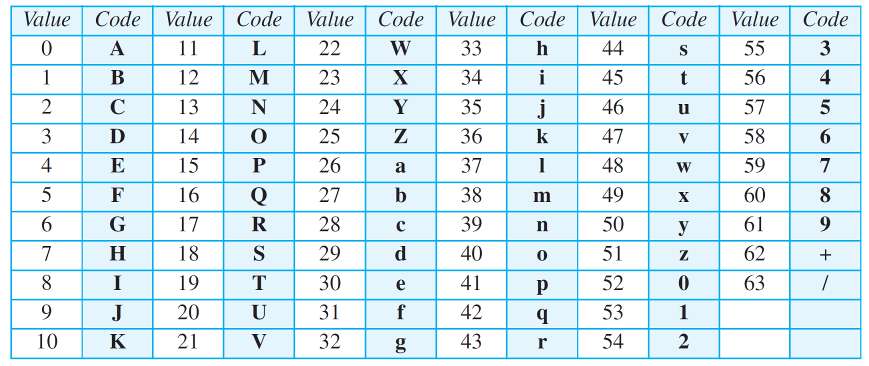 Value Code Value Code Value Code Value Code Value Code Value Code
0 A 11 L 22 W 33 h 44 s 55 3
1 B 12 M 23 X 34 i 45 t 56 4
2 C 13 N 24 Y 35 j 46 u 57 5
3 D 14 O 25 Z 36 k 47 v 58 6
4 E 15 P 26 a 37 l 48 w 59 7
5 F 16 Q 27 b 38 m 49 x 60 8
6 G 17 R 28 c 39 n 50 y 61 9
7 H 18 S 29 d 40 o 51 z 62 +
8 I 19 T 30 e 41 p 52 0 63 /
9 J 20 U 31 f 42 q 53 1
10 K 21 V 32 g 43 r 54 2